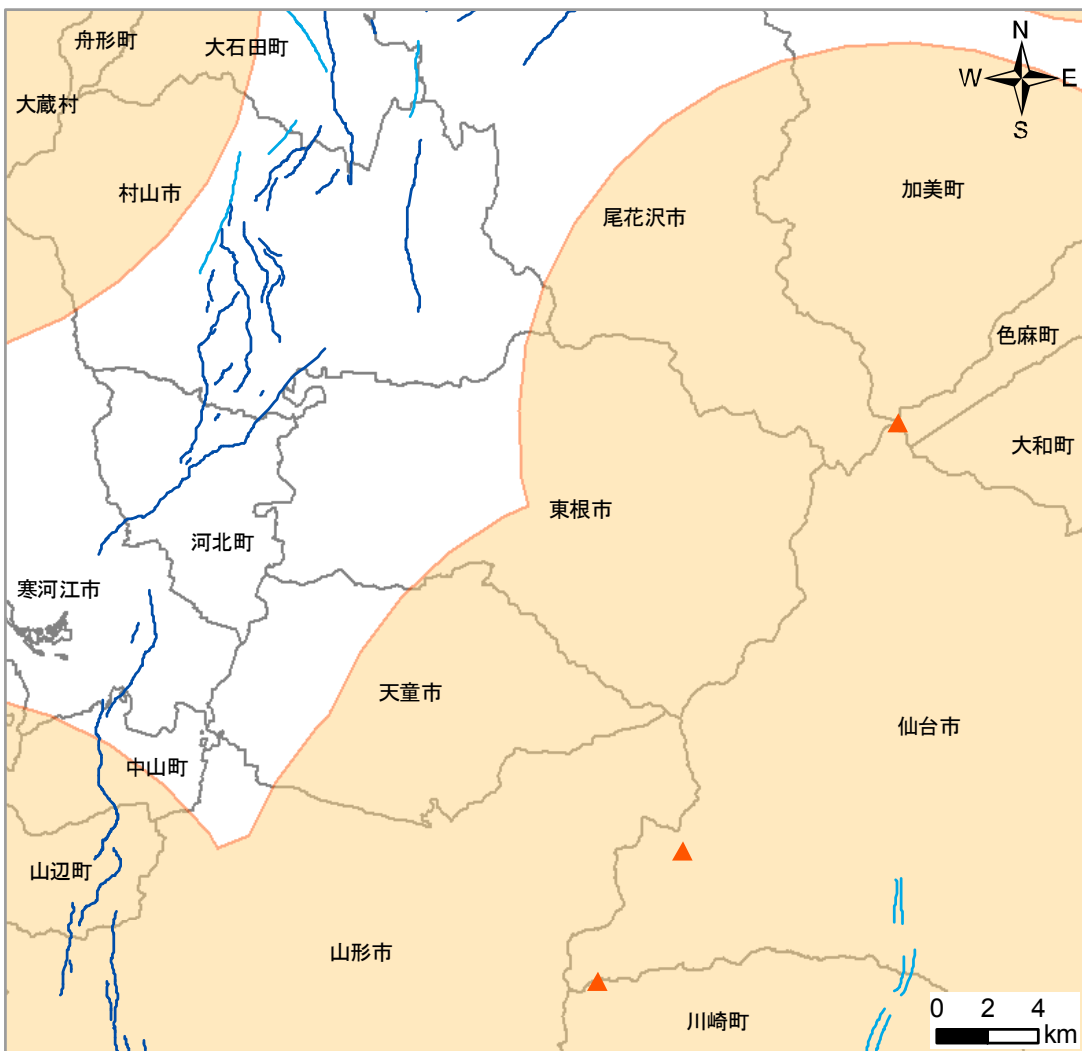 舟形町
大石田町
N
W
E
S
大蔵村
村山市
加美町
尾花沢市
色麻町
大和町
東根市
河北町
寒河江市
天童市
仙台市
中山町
山辺町
山形市
川崎町
0 2 4
km